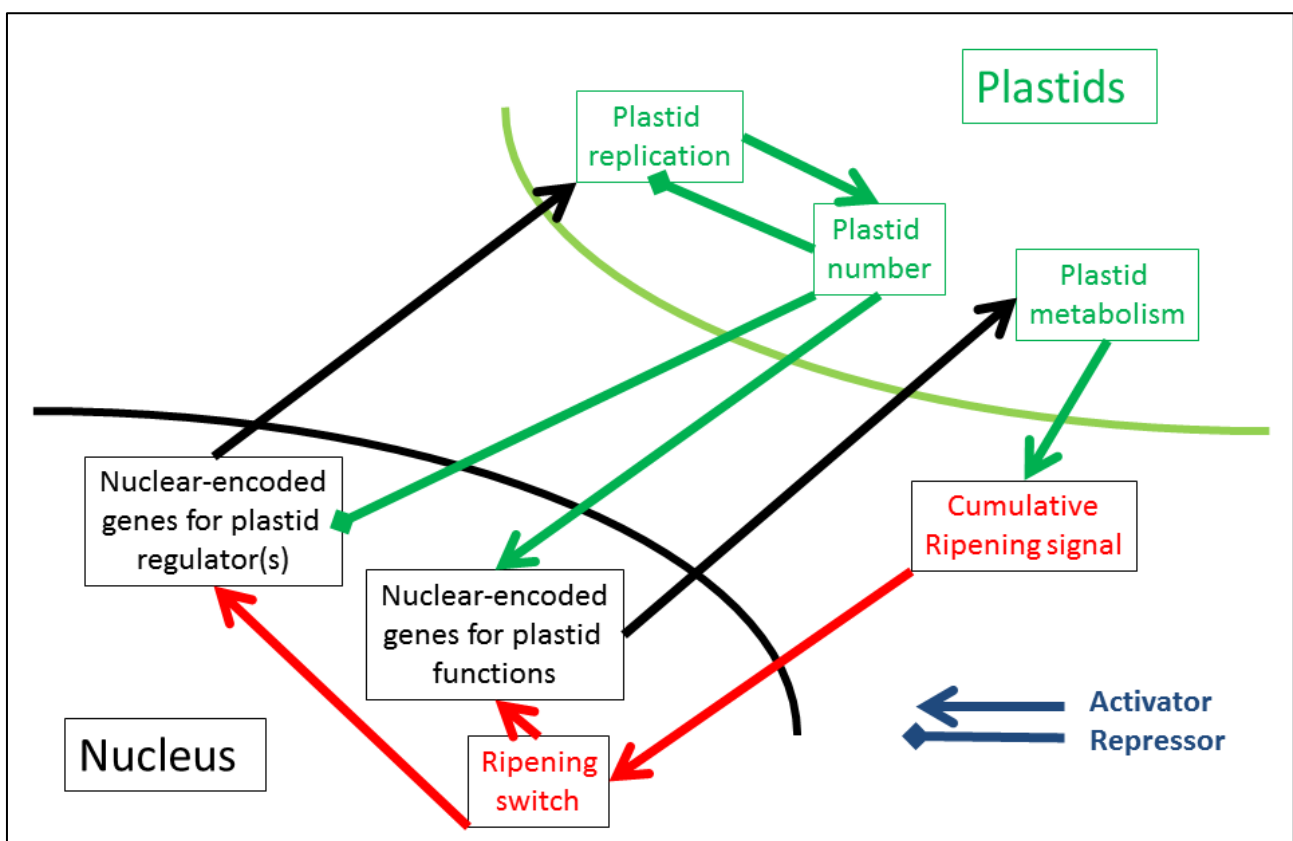 Plastids
Plastid
replication
Plastid
number
Plastid
metabolism
Nuclear-encoded
genes for plastid
regulator(s)
Cumulative
Ripening signal
Nuclear-encoded
genes for plastid
functions
Activator
Repressor
Nucleus
Ripening
switch